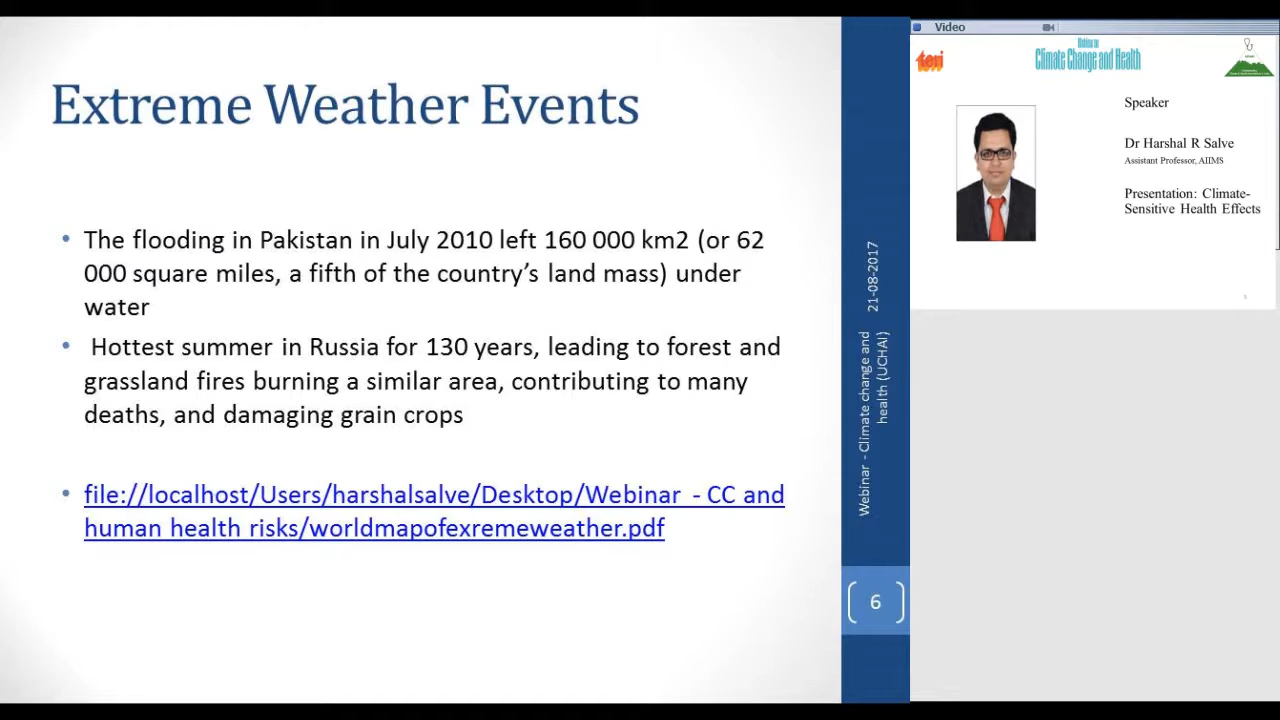 Extreme Weather Events
• The flooding in Pakistan in July 2010 left 160 000 km2 (or 62
000 square miles, a fifth of the country’s land mass) under
water
• Hottest summer in Russia for 130 years, leading to forest and
grassland fires burning a similar area, contributing to many
deaths, and damaging grain crops
• file://localhost/Users/harshalsalve/Desktop/Webinar - CC and
human health risks/worldmapofexremeweather.pdf
21-08-2017
Webinar - Climate change and
health (UCHAI)
6
Video
teri
Webinar on
Climate Change and Health
Speaker
Dr Harshal R Salve
Assistant Professor, AIIMS
Presentation: Climate-
Sensitive Health Effects